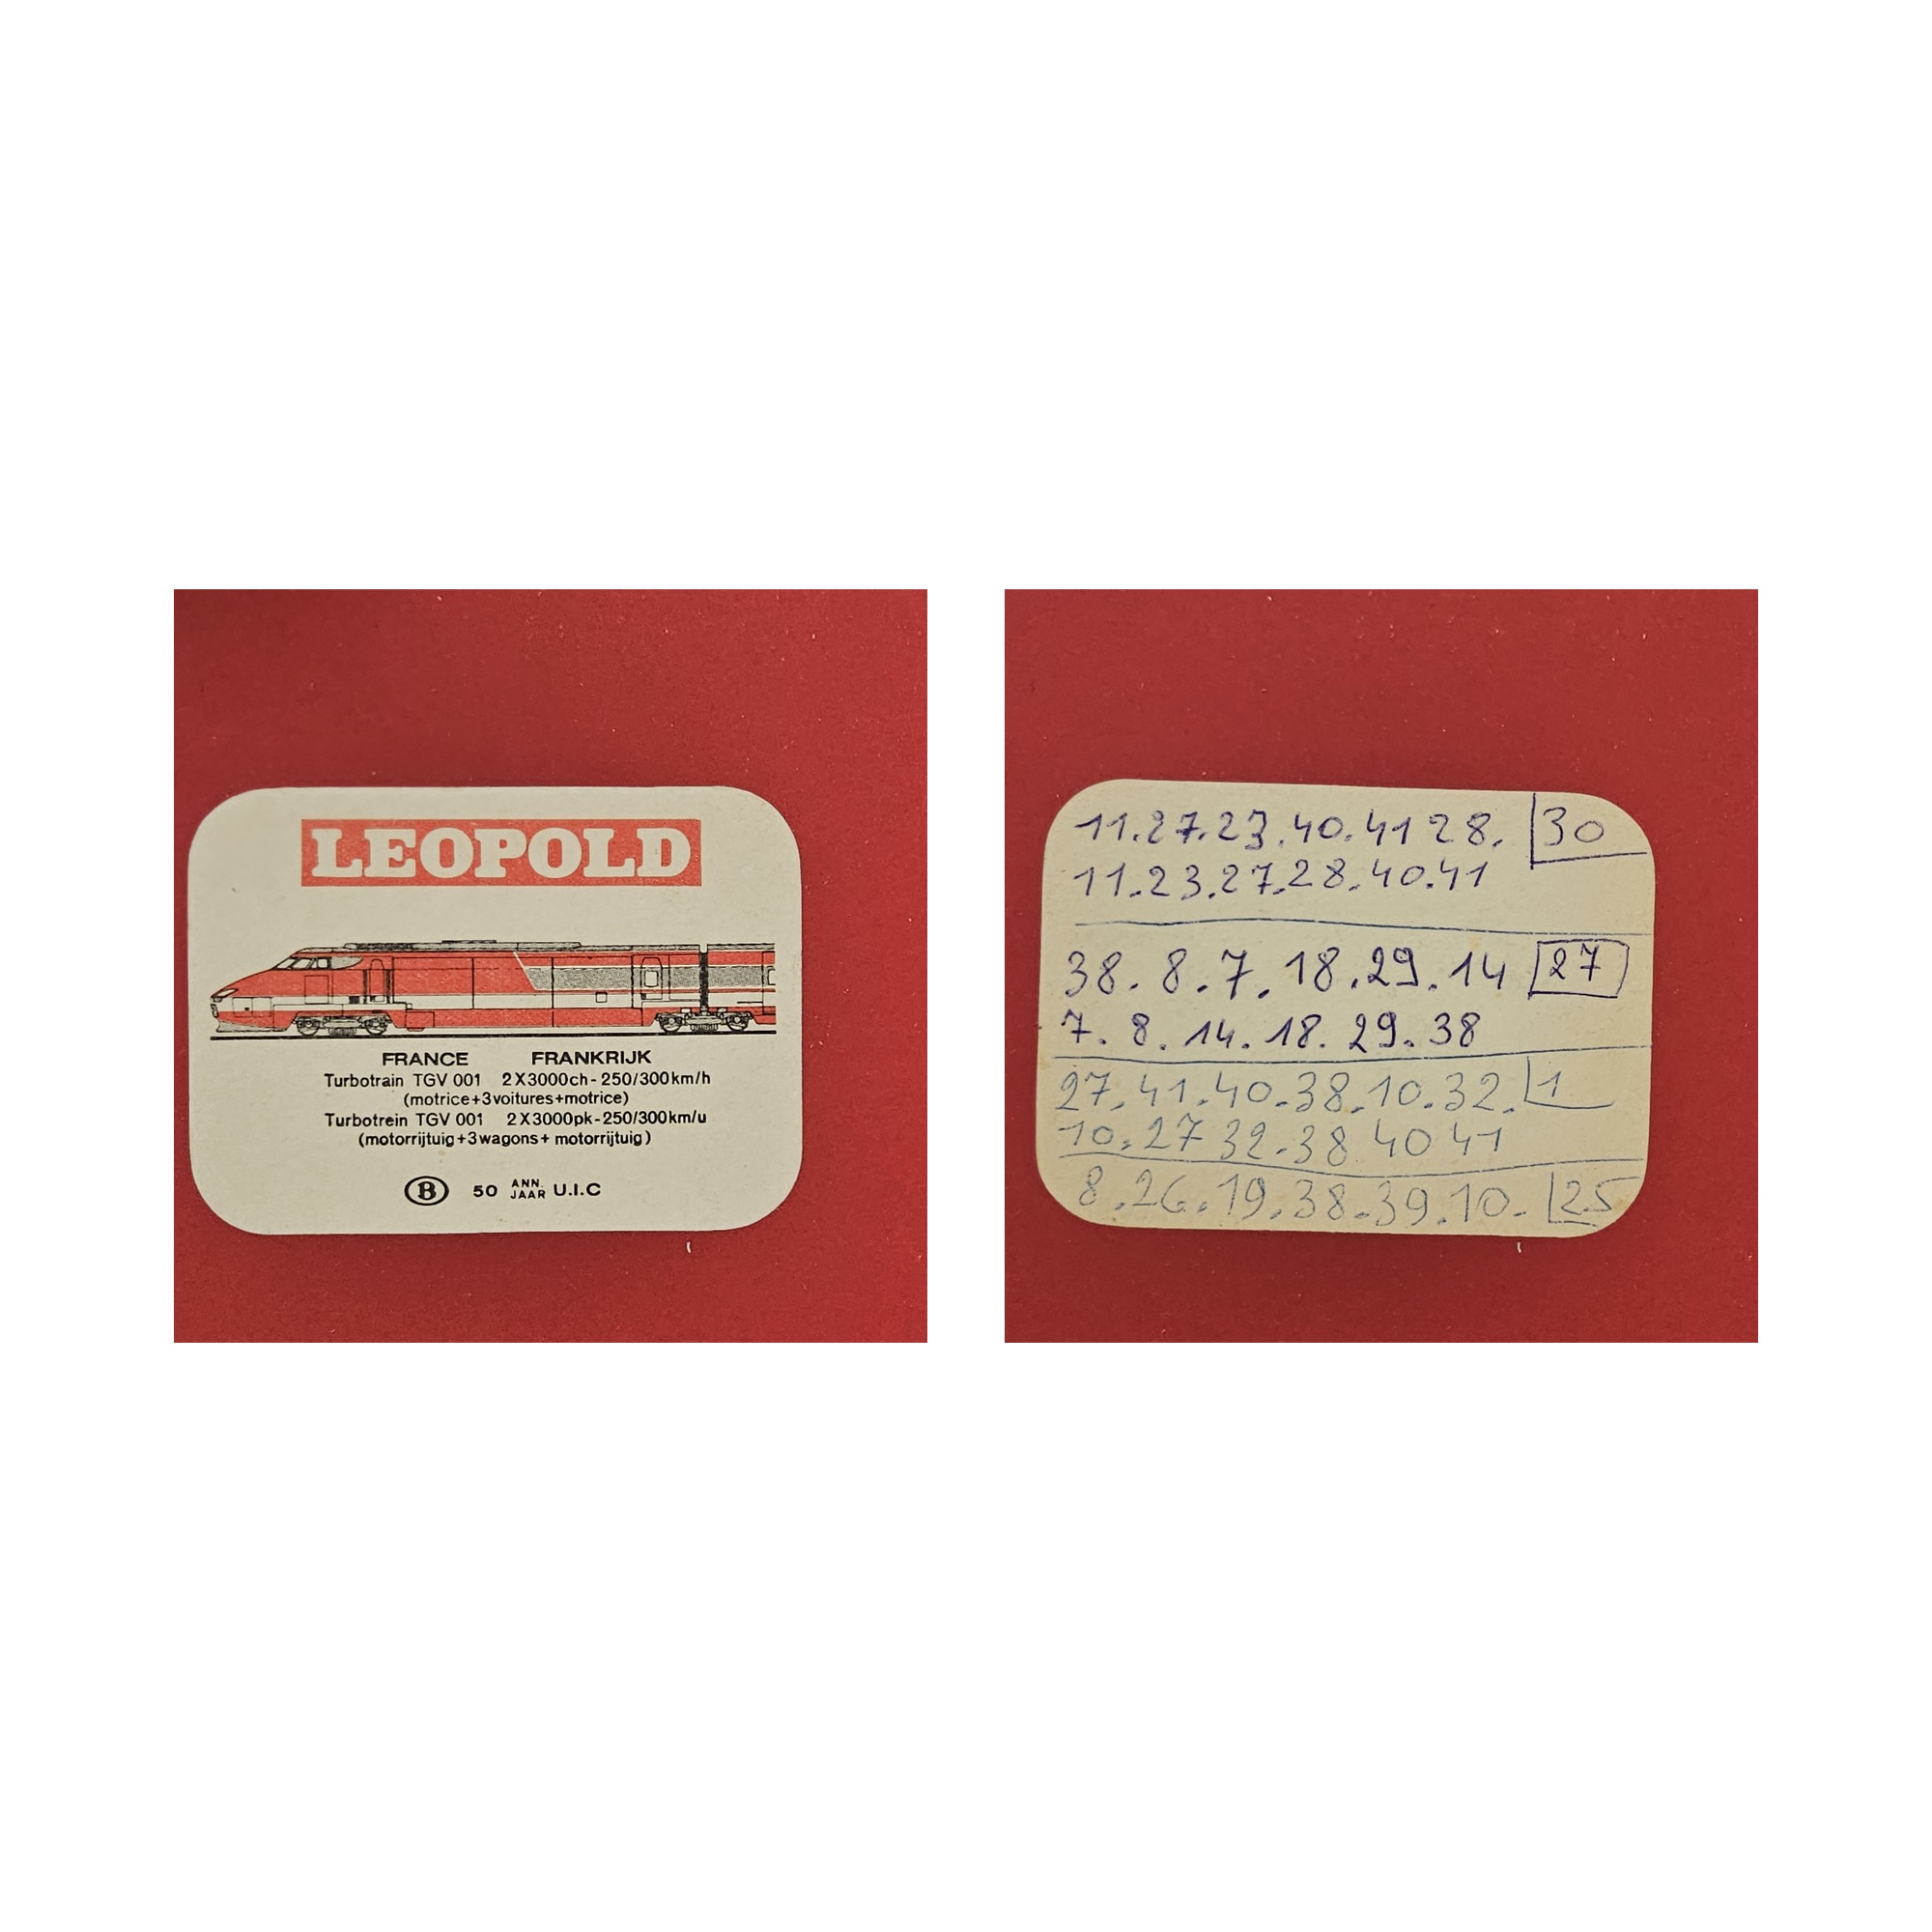 LEOPOLD
FRANCE FRANKRIJK
Turbotrain TGV 001 2X3000ch-250/300km/h
(motrice+3voitures+motrice)
Turbotrein TGV 001 2X3000pk-250/300km/u
(motorrijtuig+3wagons+ motorrijtuig)
B 50 ANN. JAAR U.I.C
11.27.23.40.41 28. 30
11.23.27.28.40.41
38. 8.7.18.29.14 27
7. 8. 14. 18. 29. 38
27.41.40.38.10.32. 1
10.27 32.38 40 41
8.26.19.38.39.10. 25